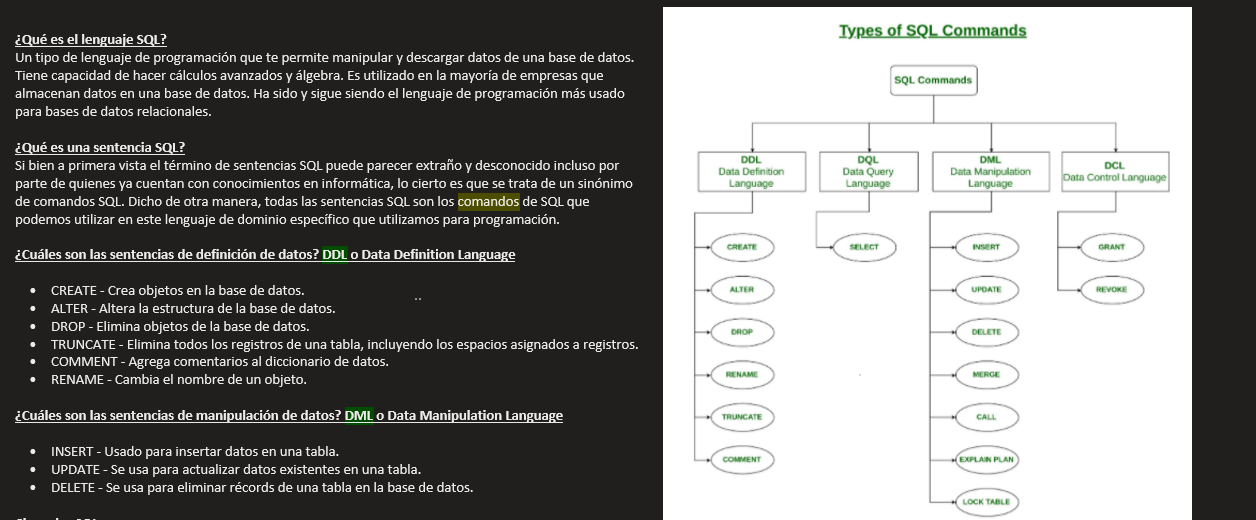 ¿Qué es el lenguaje SQL?
Un tipo de lenguaje de programación que te permite manipular y descargar datos de una base de datos.
Tiene capacidad de hacer cálculos avanzados y álgebra. Es utilizado en la mayoría de empresas que
almacenan datos en una base de datos. Ha sido y sigue siendo el lenguaje de programación más usado
para bases de datos relacionales.
¿Qué es una sentencia SQL?
Si bien a primera vista el término de sentencias SQL puede parecer extraño y desconocido incluso por
parte de quienes ya cuentan con conocimientos en informática, lo cierto es que se trata de un sinónimo
de comandos SQL. Dicho de otra manera, todas las sentencias SQL son los comandos de SQL que
podemos utilizar en este lenguaje de dominio específico que utilizamos para programación.
¿Cuáles son las sentencias de definición de datos? DDL o Data Definition Language
• CREATE - Crea objetos en la base de datos.
• ALTER - Altera la estructura de la base de datos.
• DROP - Elimina objetos de la base de datos.
• TRUNCATE - Elimina todos los registros de una tabla, incluyendo los espacios asignados a registros.
• COMMENT - Agrega comentarios al diccionario de datos.
• RENAME - Cambia el nombre de un objeto.
¿Cuáles son las sentencias de manipulación de datos? DML o Data Manipulation Language
• INSERT - Usado para insertar datos en una tabla.
• UPDATE - Se usa para actualizar datos existentes en una tabla.
• DELETE - Se usa para eliminar récords de una tabla en la base de datos.
Types of SQL Commands
SQL Commands
DDL
Data Definition
Language
DQL
Data Query
Language
DML
Data Manipulation
Language
DCL
Data Control Language
CREATE
ALTER
DROP
RENAME
TRUNCATE
COMMENT
SELECT
INSERT
UPDATE
DELETE
MERGE
CALL
EXPLAIN PLAN
LOCK TABLE
GRANT
REVOKE